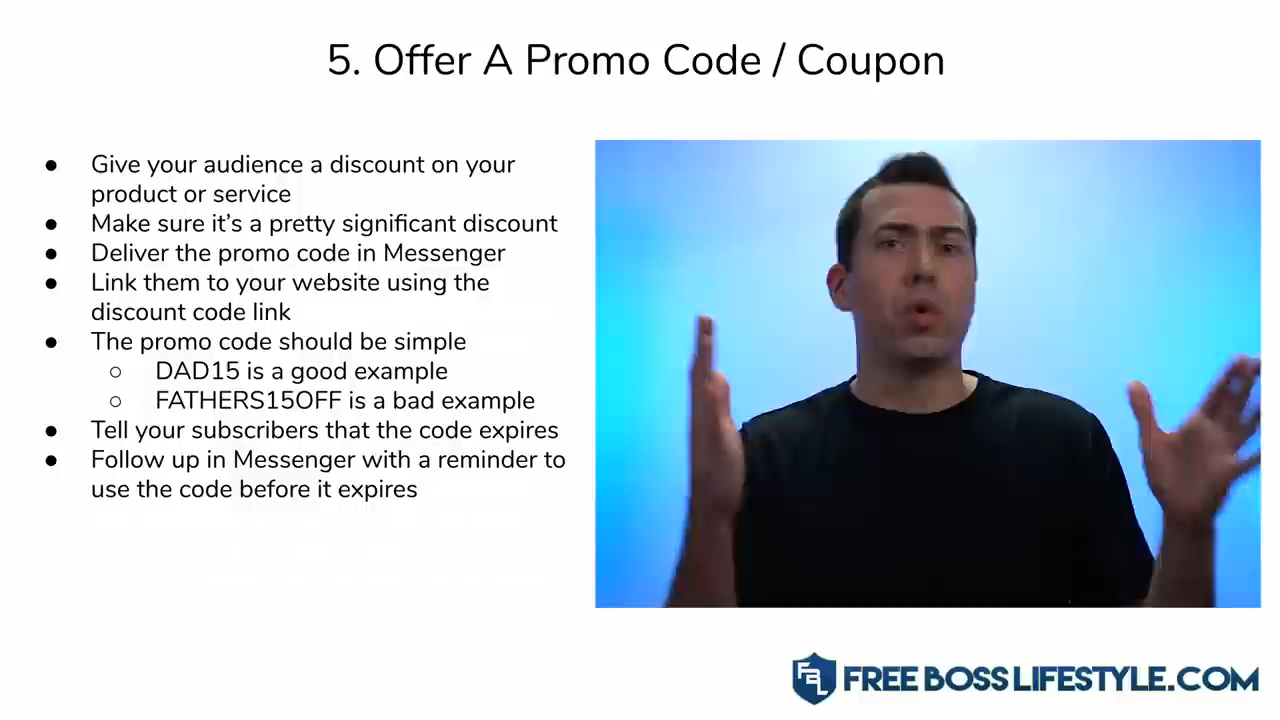 5. Offer A Promo Code / Coupon
● Give your audience a discount on your
product or service
● Make sure it’s a pretty significant discount
● Deliver the promo code in Messenger
● Link them to your website using the
discount code link
● The promo code should be simple
○ DAD15 is a good example
○ FATHERS15OFF is a bad example
● Tell your subscribers that the code expires
● Follow up in Messenger with a reminder to
use the code before it expires
FBL FREE BOSS LIFESTYLE.COM